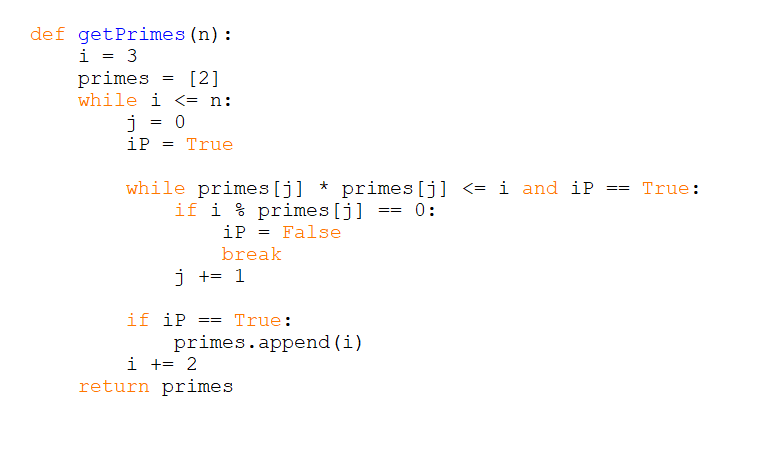 def getPrimes(n):
    i = 3
    primes = [2]
    while i <= n:
        j = 0
        iP = True

        while primes[j] * primes[j] <= i and iP == True:
            if i % primes[j] == 0:
                iP = False
                break
            j += 1

        if iP == True:
            primes.append(i)
        i += 2
    return primes